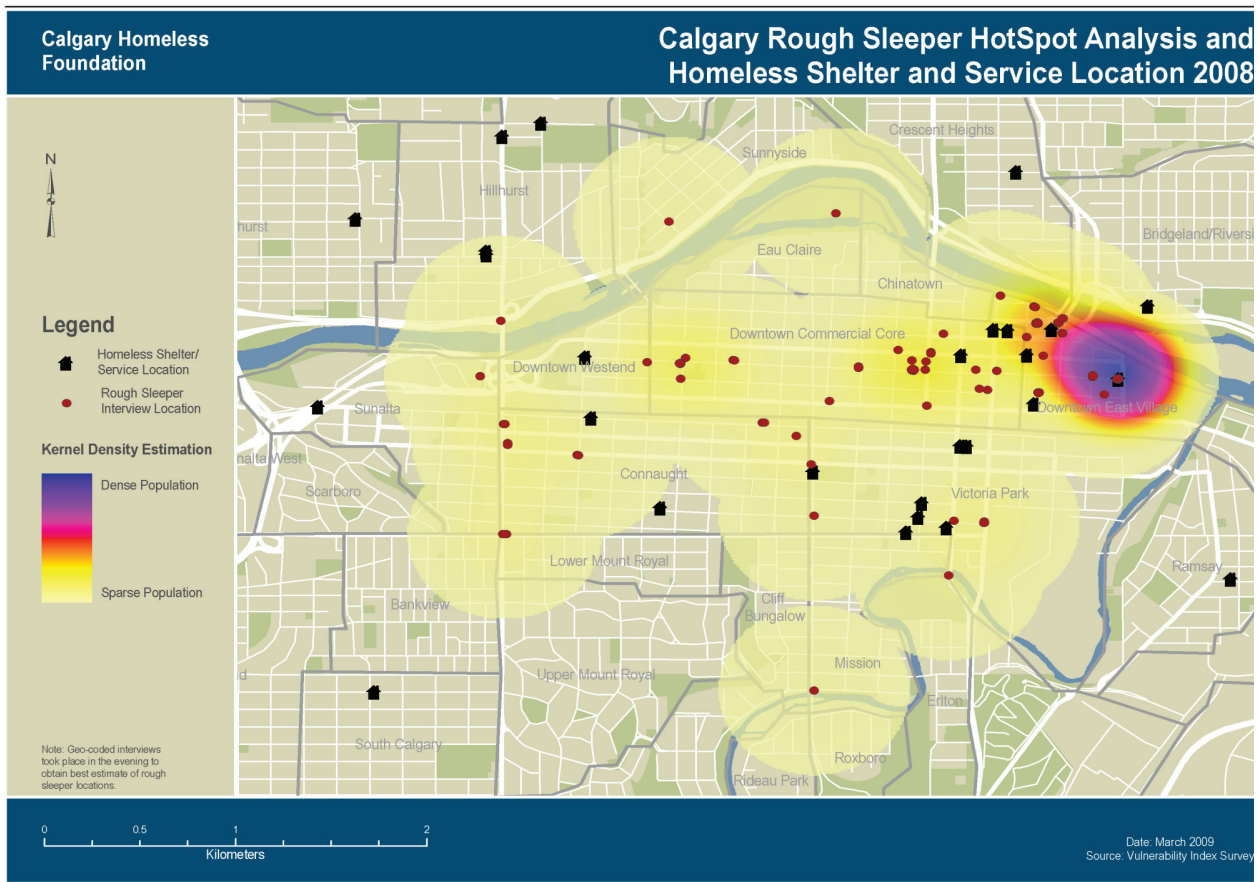 Calgary Homeless
Foundation
Calgary Rough Sleeper HotSpot Analysis and
Homeless Shelter and Service Location 2008
N
Legend
Homeless Shelter/
Service Location
Rough Sleeper
Interview Location
Kernel Density Estimation
Dense Population
Sparse Population
Note: Geo-coded interviews
took place in the evening to
obtain best estimate of rough
sleeper locations.
Crescent Heights
Sunnyside
Hillhurst
hurst
Bridgeland/Riversi
Eau Claire
Chinatown
Downtown Commercial Core
Downtown Westend
Sunalta
Downtown East Village
nalta West
Connaught
Scarboro
Victoria Park
Lower Mount Royal
Ramsay
Bankview
Cliff
Bungalow
Mission
Upper Mount Royal
d
Erlton
South Calgary
Roxboro
Rideau Park
0 0.5 1 2
Kilometers
Date: March 2009
Source: Vulnerability Index Survey